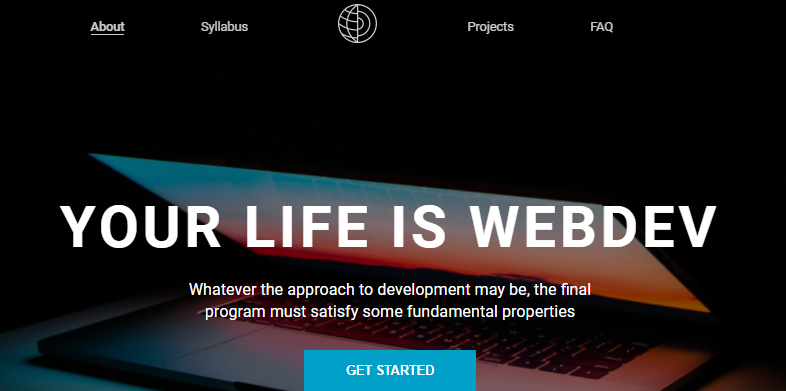 About
Syllabus
Projects
FAQ
YOUR LIFE IS WEBDEV
Whatever the approach to development may be, the final
program must satisfy some fundamental properties
GET STARTED